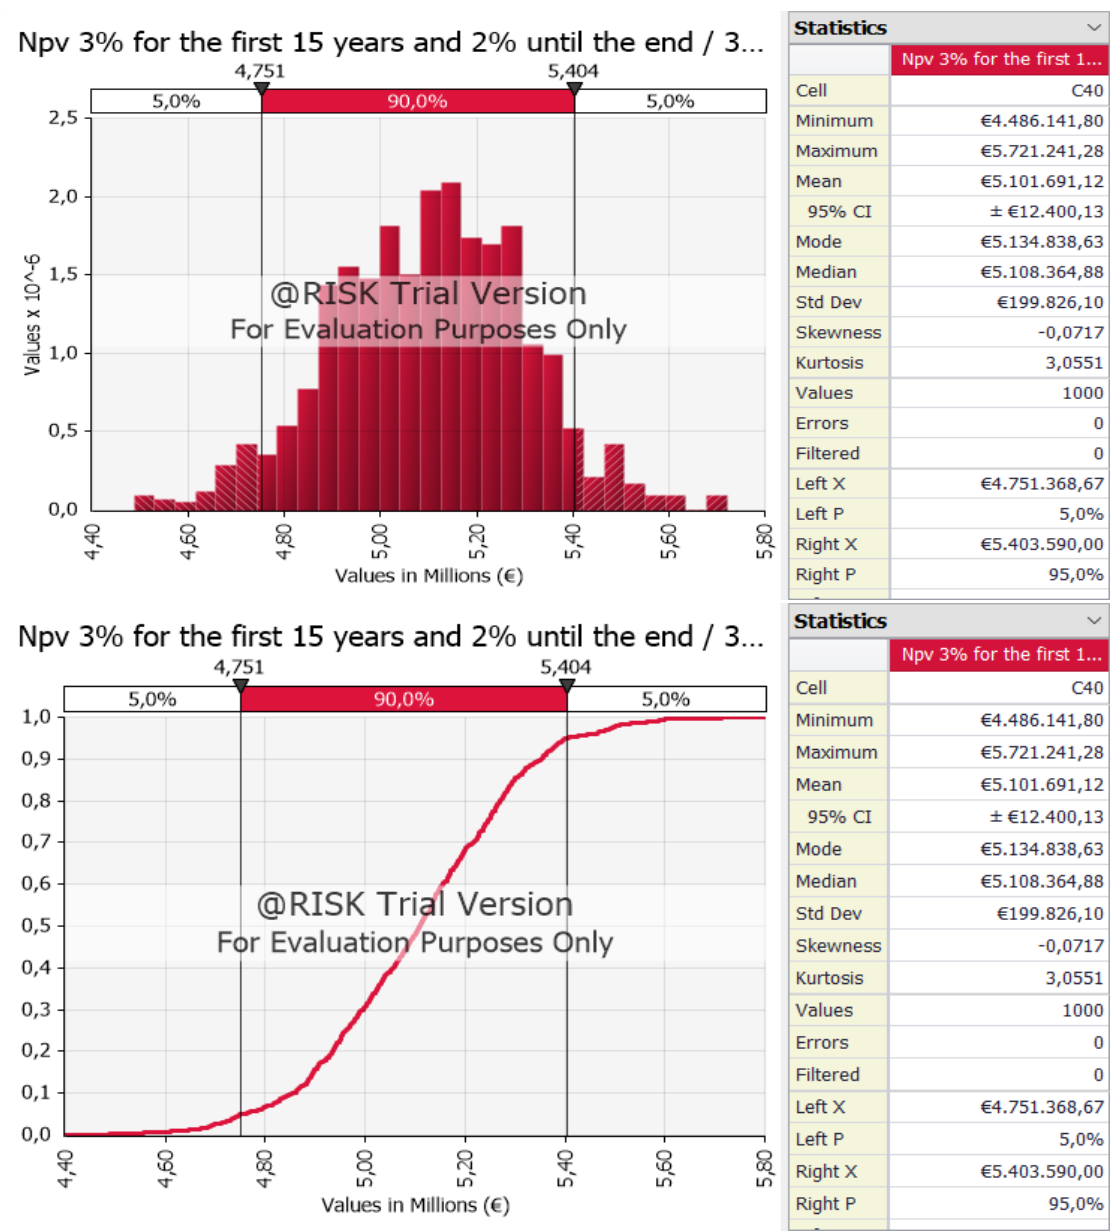 Npv 3% for the first 15 years and 2% until the end / 3...
4,751
5,404
5,0%
90,0%
5,0%
2,5
2,0
1,5
1,0
0,5
0,0
Values x 10^-6
@RISK Trial Version
For Evaluation Purposes Only
4,40
4,60
4,80
5,00
5,20
5,40
5,60
5,80
Values in Millions (€)
Statistics
Npv 3% for the first 1...
Cell C40
Minimum €4.486.141,80
Maximum €5.721.241,28
Mean €5.101.691,12
95% CI ± €12.400,13
Mode €5.134.838,63
Median €5.108.364,88
Std Dev €199.826,10
Skewness -0,0717
Kurtosis 3,0551
Values 1000
Errors 0
Filtered 0
Left X €4.751.368,67
Left P 5,0%
Right X €5.403.590,00
Right P 95,0%
Npv 3% for the first 15 years and 2% until the end / 3...
4,751
5,404
5,0%
90,0%
5,0%
1,0
0,9
0,8
0,7
0,6
0,5
0,4
0,3
0,2
0,1
0,0
@RISK Trial Version
For Evaluation Purposes Only
4,40
4,60
4,80
5,00
5,20
5,40
5,60
5,80
Values in Millions (€)
Statistics
Npv 3% for the first 1...
Cell C40
Minimum €4.486.141,80
Maximum €5.721.241,28
Mean €5.101.691,12
95% CI ± €12.400,13
Mode €5.134.838,63
Median €5.108.364,88
Std Dev €199.826,10
Skewness -0,0717
Kurtosis 3,0551
Values 1000
Errors 0
Filtered 0
Left X €4.751.368,67
Left P 5,0%
Right X €5.403.590,00
Right P 95,0%